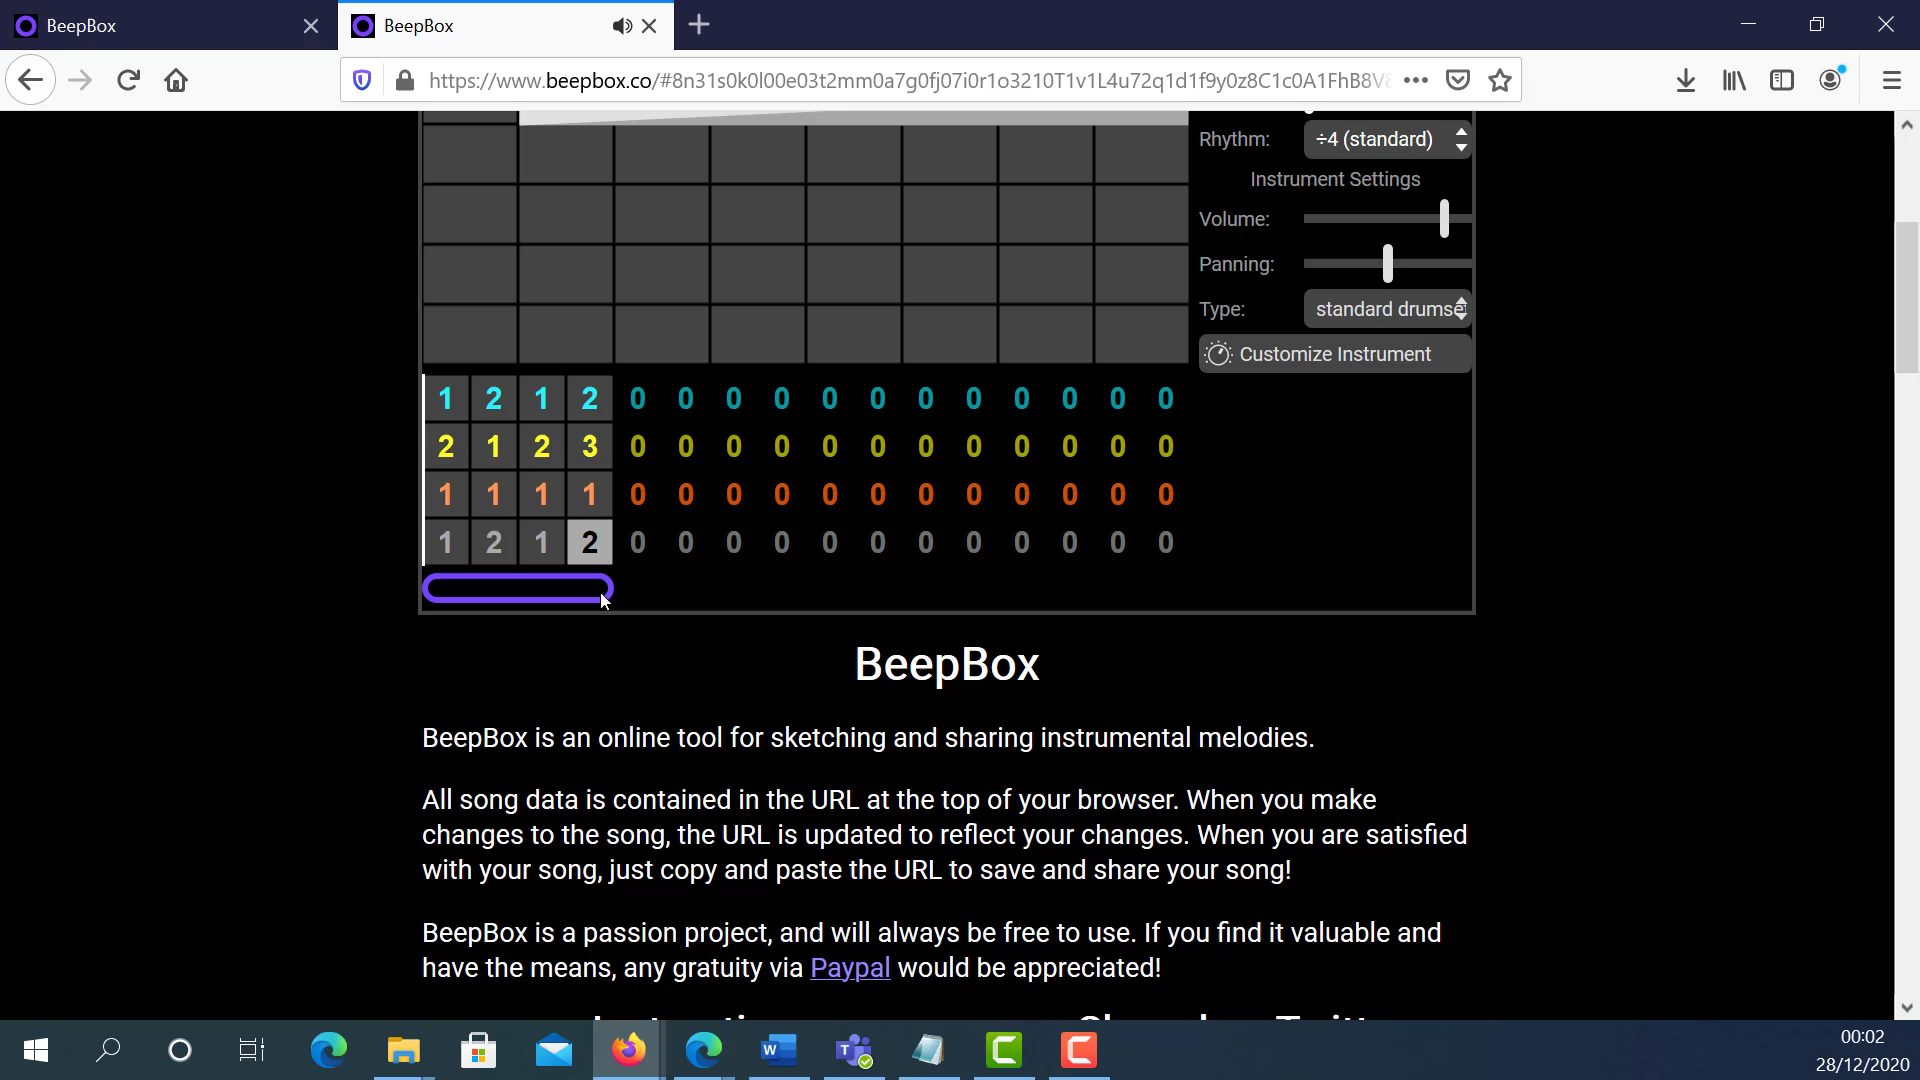 BeepBox
BeepBox
https://www.beepbox.co/#8n31s0k0l00e03t2mm0a7g0fj07i0r1o3210T1v1L4u72q1d1f9y0z8C1c0A1FhB8V8
Rhythm: ÷4 (standard)
Instrument Settings
Volume:
Panning:
Type: standard drumset
Customize Instrument
1 2 1 2 0 0 0 0 0 0 0 0 0 0 0 0
2 1 2 3 0 0 0 0 0 0 0 0 0 0 0 0
1 1 1 1 0 0 0 0 0 0 0 0 0 0 0 0
1 2 1 2 0 0 0 0 0 0 0 0 0 0 0 0
BeepBox
BeepBox is an online tool for sketching and sharing instrumental melodies.
All song data is contained in the URL at the top of your browser. When you make
changes to the song, the URL is updated to reflect your changes. When you are satisfied
with your song, just copy and paste the URL to save and share your song!
BeepBox is a passion project, and will always be free to use. If you find it valuable and
have the means, any gratuity via Paypal would be appreciated!
00:02
28/12/2020